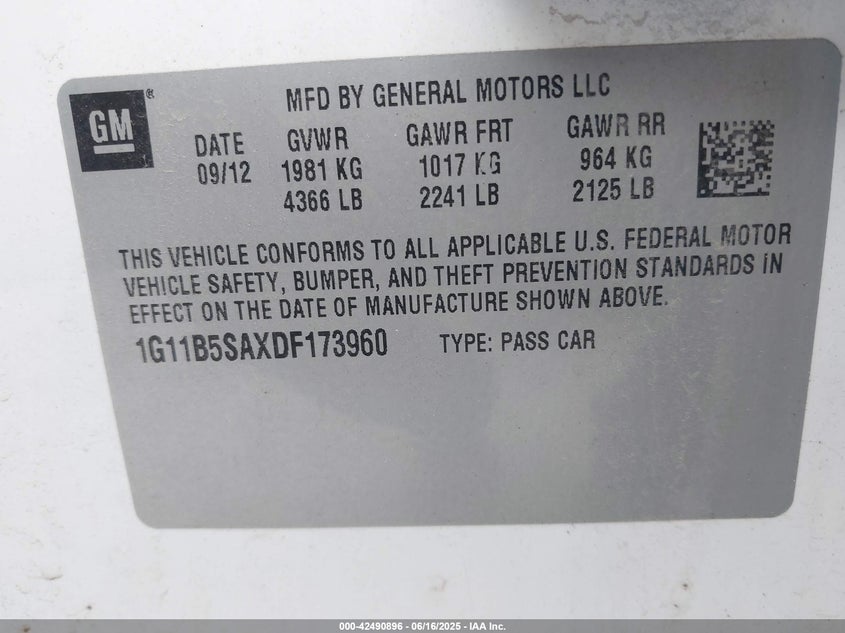 GM ®
MFD BY GENERAL MOTORS LLC
DATE GVWR GAWR FRT GAWR RR
09/12 1981 KG 1017 KG 964 KG
4366 LB 2241 LB 2125 LB
THIS VEHICLE CONFORMS TO ALL APPLICABLE U.S. FEDERAL MOTOR
VEHICLE SAFETY, BUMPER, AND THEFT PREVENTION STANDARDS IN
EFFECT ON THE DATE OF MANUFACTURE SHOWN ABOVE.
1G11B5SAXDF173960 TYPE: PASS CAR
000-42490896 - 06/16/2025 - IAA Inc.